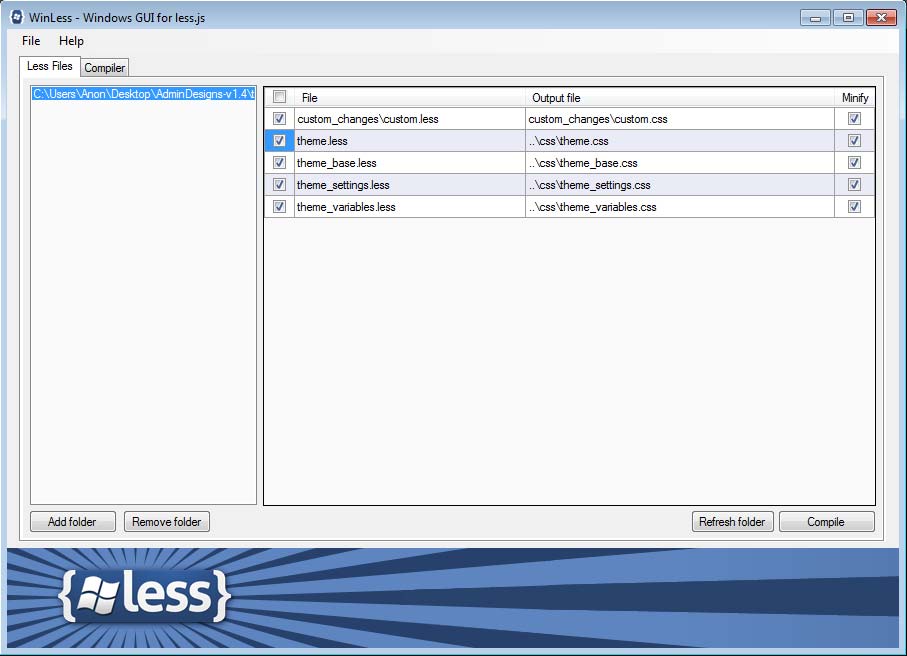 WinLess - Windows GUI for less.js
File Help
Less Files Compiler
C:\Users\Anon\Desktop\AdminDesigns-v1.4\t
File Output file Minify
custom_changes\custom.less custom_changes\custom.css
theme.less ..\css\theme.css
theme_base.less ..\css\theme_base.css
theme_settings.less ..\css\theme_settings.css
theme_variables.less ..\css\theme_variables.css
Add folder Remove folder Refresh folder Compile
{less}